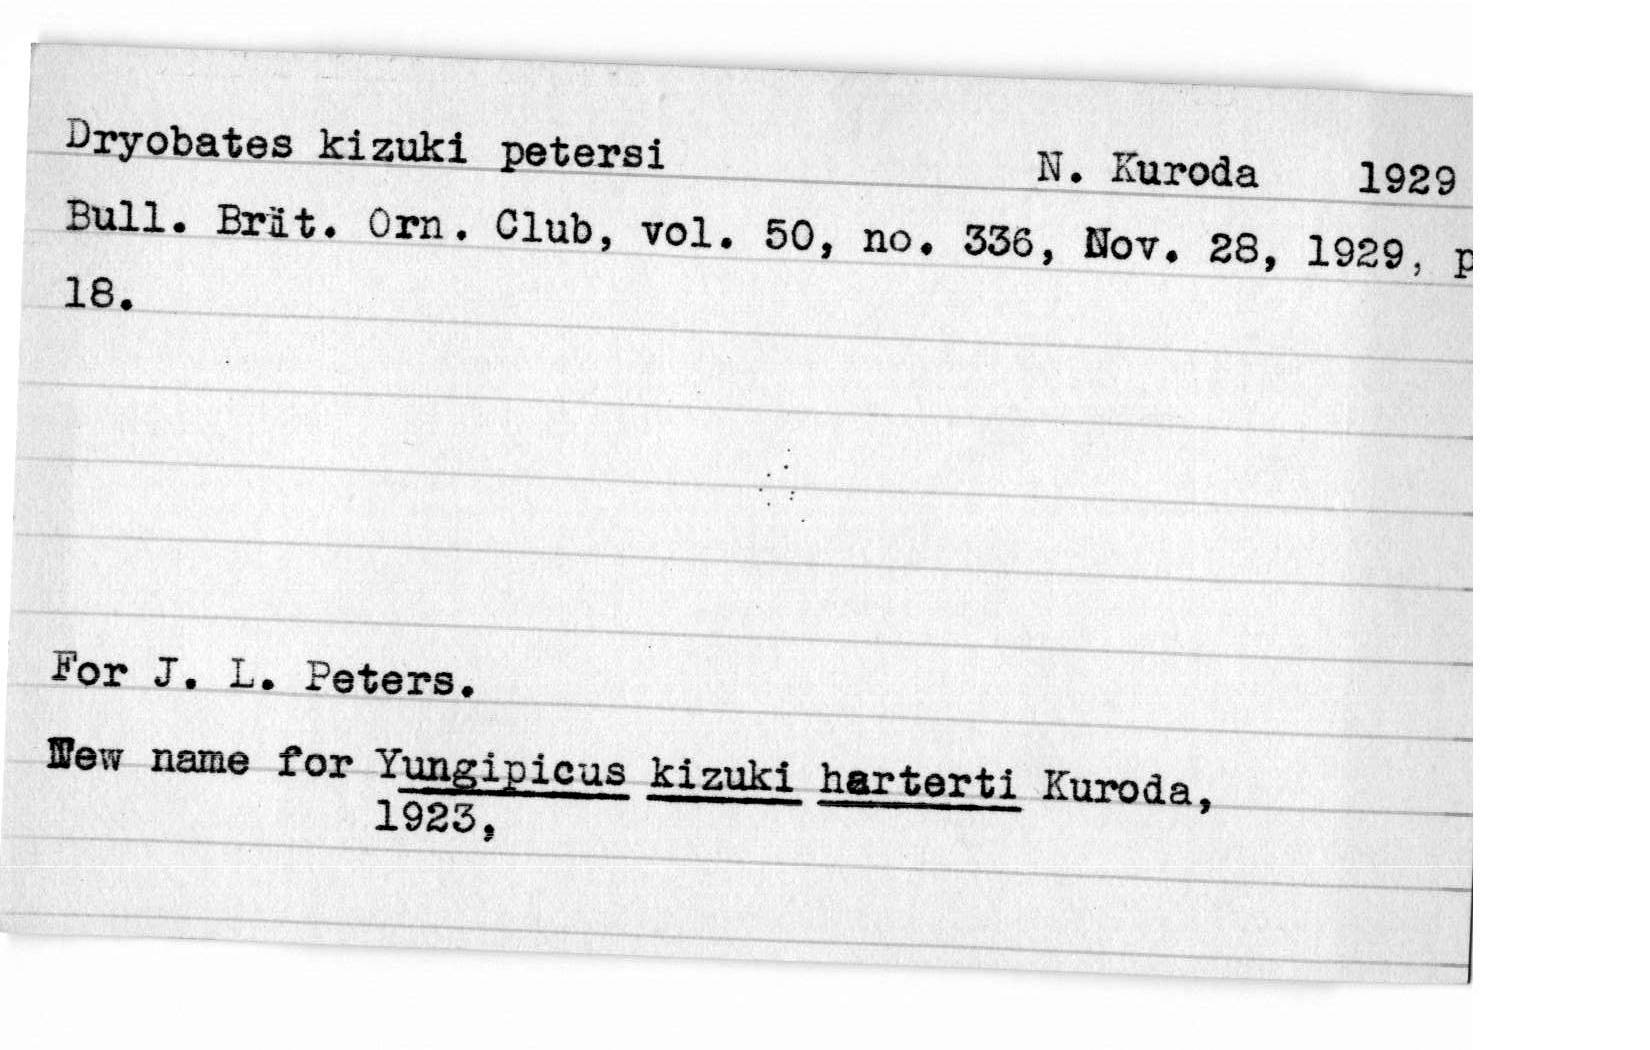 Dryobates kizuki petersi N. Kuroda 1929
Bull. Brit. Orn. Club, vol. 50, no. 336, Nov. 28, 1929, p
18.
For J. L. Peters.
New name for Yungipicus kizuki harterti Kuroda,
1923,